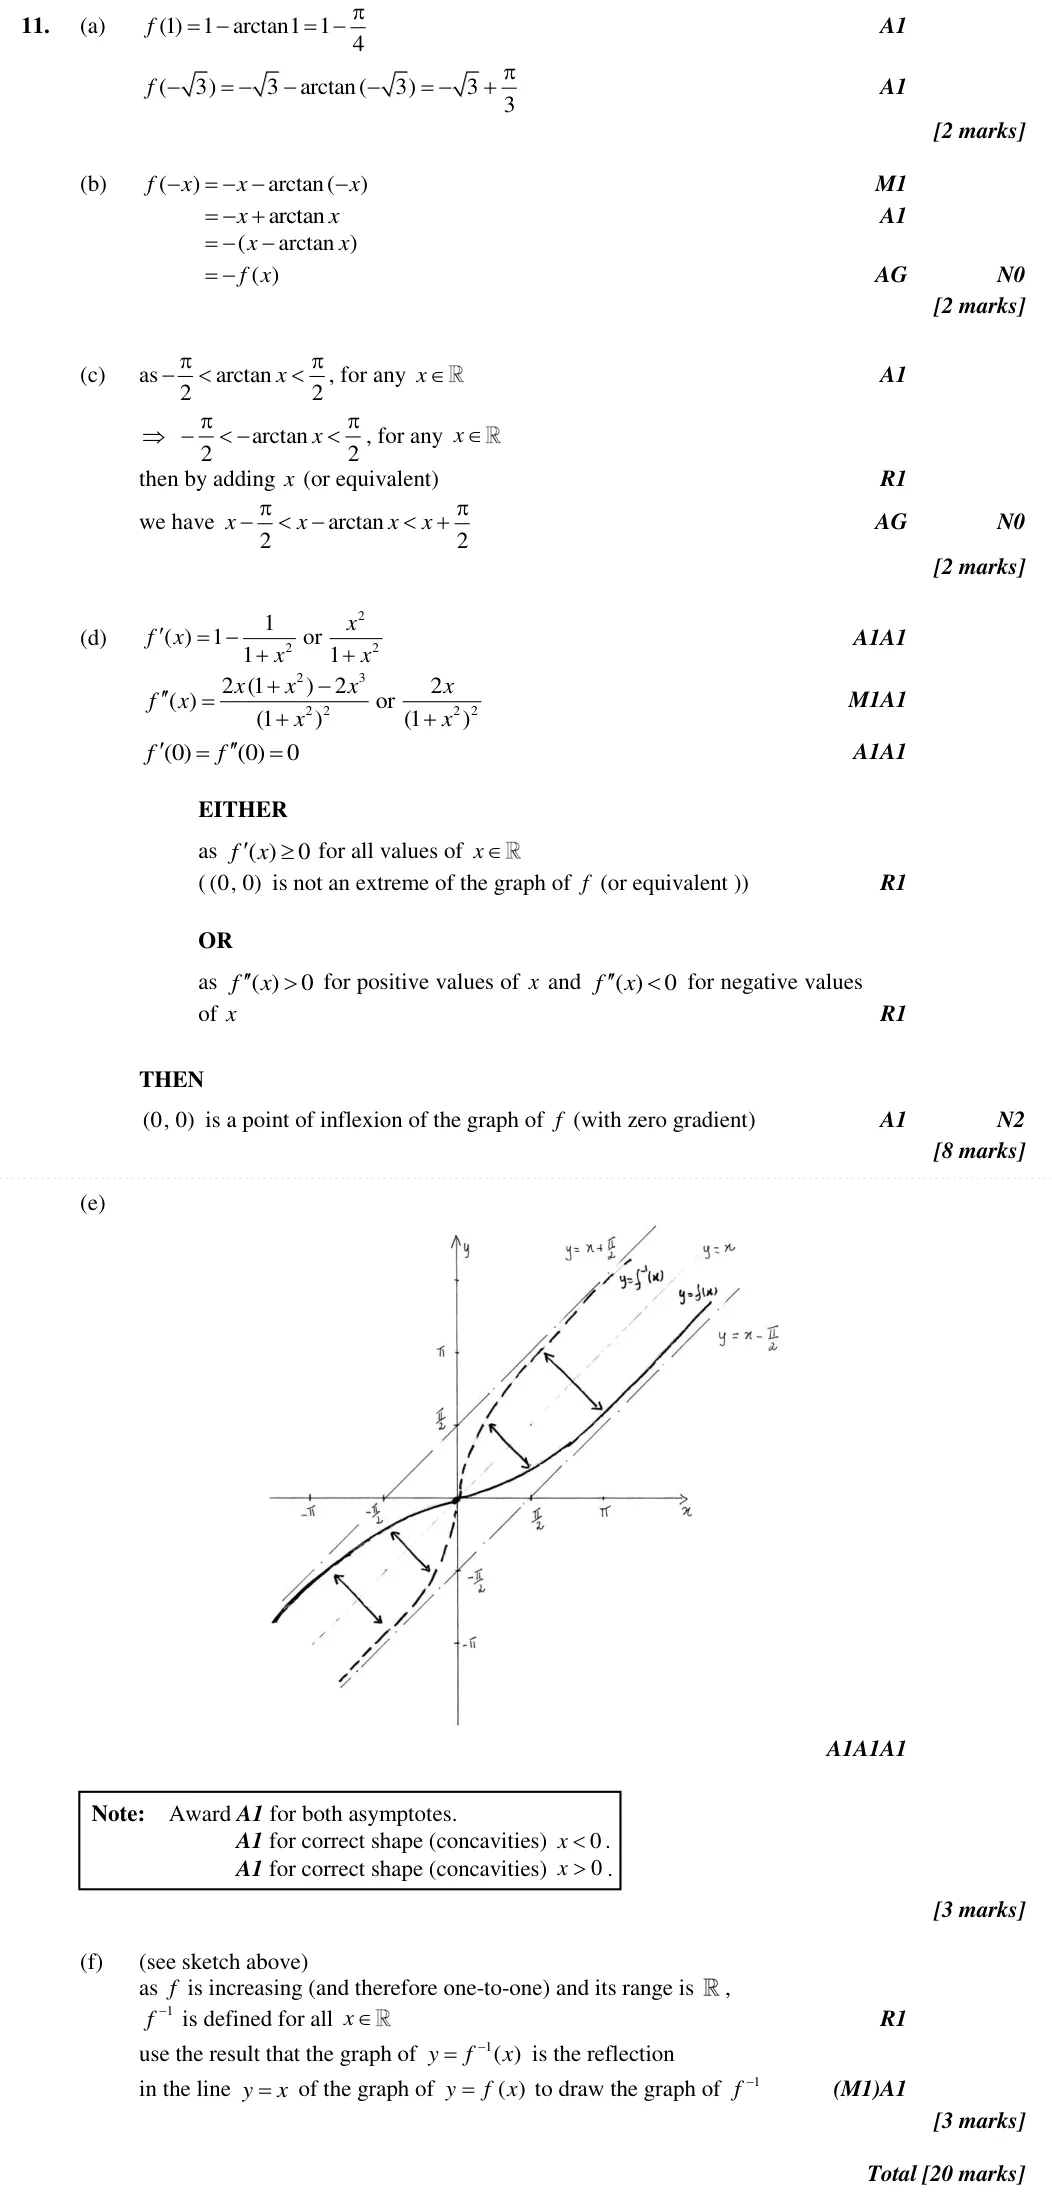 11. (a) f(1) = 1 − arctan 1 = 1 − π/4 A1
f(−√3) = −√3 − arctan(−√3) = −√3 + π/3 A1
[2 marks]
(b) f(−x) = −x − arctan(−x) M1
= −x + arctan x A1
= −(x − arctan x)
= −f(x) AG N0
[2 marks]
(c) as −π/2 < arctan x < π/2, for any x ∈ ℝ A1
⇒ −π/2 < −arctan x < π/2, for any x ∈ ℝ
then by adding x (or equivalent) R1
we have x − π/2 < x − arctan x < x + π/2 AG N0
[2 marks]
(d) f′(x) = 1 − 1/(1 + x²) or x²/(1 + x²) A1A1
f″(x) = (2x(1 + x²) − 2x³)/(1 + x²)² or 2x/(1 + x²)² M1A1
f′(0) = f″(0) = 0 A1A1
EITHER
as f′(x) ≥ 0 for all values of x ∈ ℝ
((0, 0) is not an extreme of the graph of f (or equivalent )) R1
OR
as f″(x) > 0 for positive values of x and f″(x) < 0 for negative values
of x R1
THEN
(0, 0) is a point of inflexion of the graph of f (with zero gradient) A1 N2
[8 marks]
(e)
y
y = x + π/2
y = x
y = f⁻¹(x)
y = f(x)
y = x − π/2
π
π/2
−π
−π/2
π/2
π
x
−π/2
−π
A1A1A1
Note: Award A1 for both asymptotes.
A1 for correct shape (concavities) x < 0.
A1 for correct shape (concavities) x > 0.
[3 marks]
(f) (see sketch above)
as f is increasing (and therefore one-to-one) and its range is ℝ,
f⁻¹ is defined for all x ∈ ℝ R1
use the result that the graph of y = f⁻¹(x) is the reflection
in the line y = x of the graph of y = f(x) to draw the graph of f⁻¹ (M1)A1
[3 marks]
Total [20 marks]